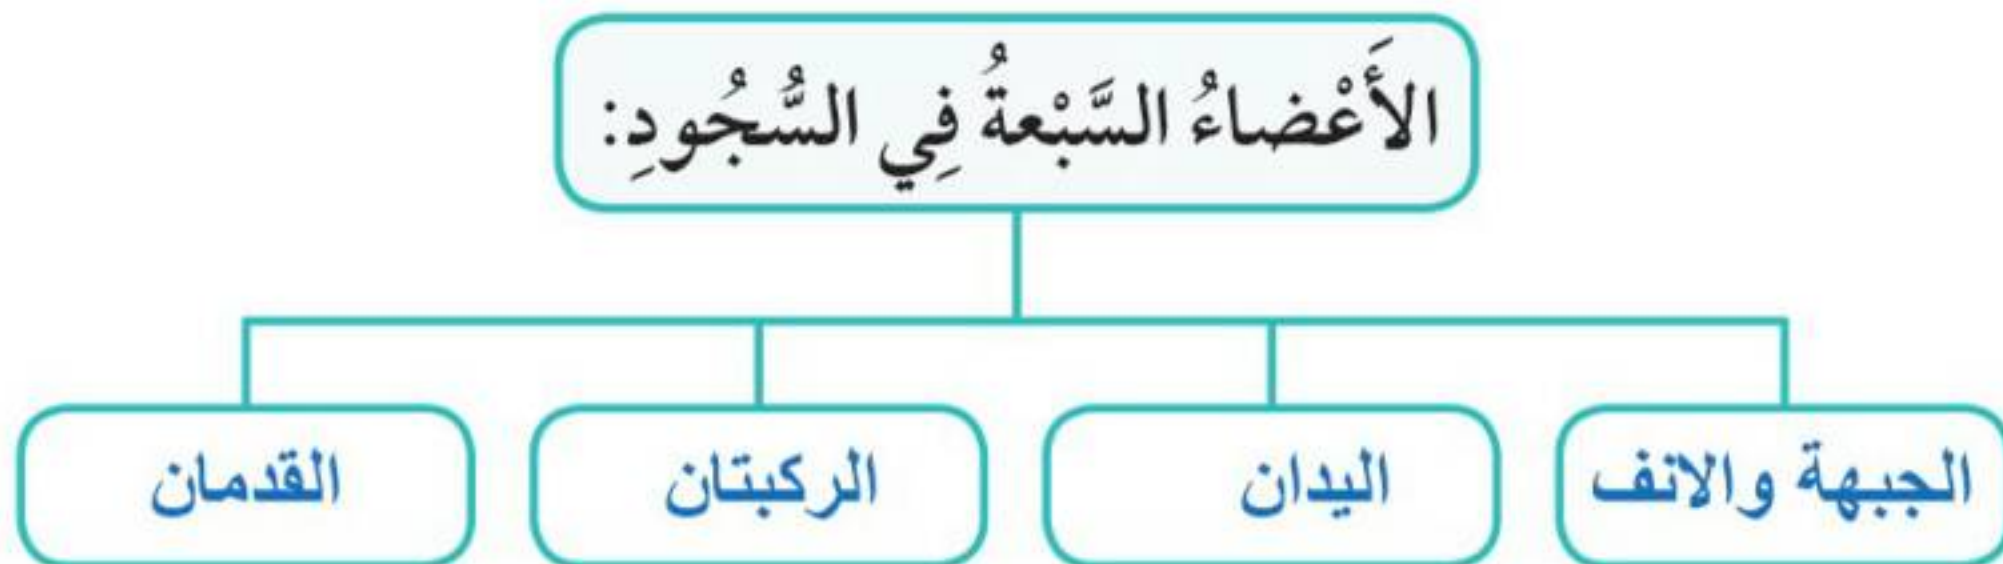 الأَعْضاءُ السَّبْعةُ فِي السُّجُودِ:
الجبهة والانف
اليدان
الركبتان
القدمان